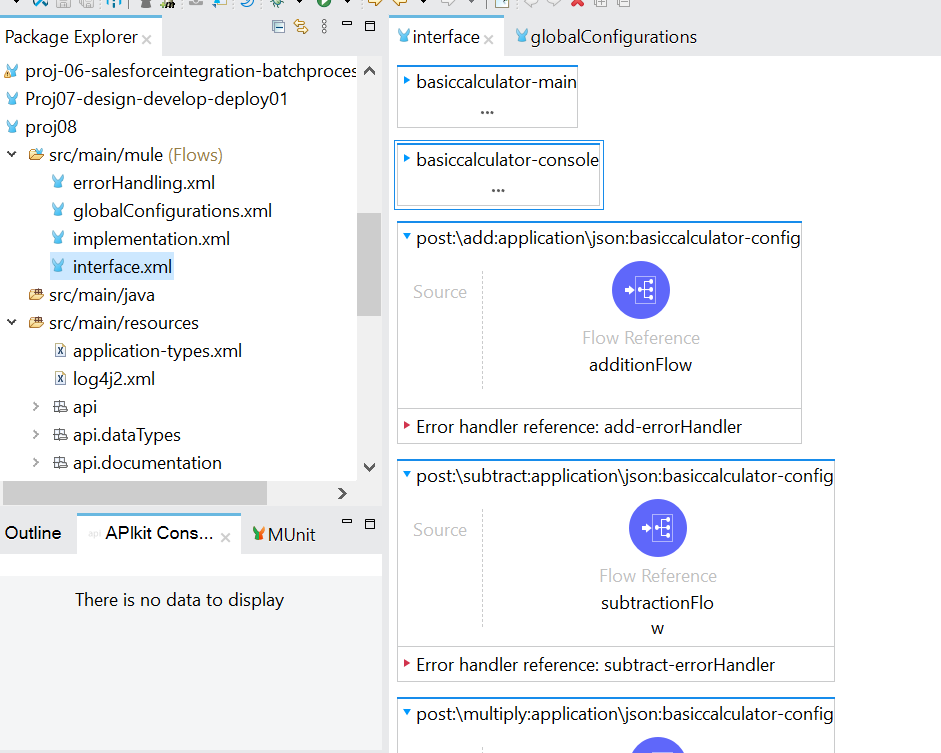 Package Explorer
proj-06-salesforceintegration-batchproces
Proj07-design-develop-deploy01
proj08
src/main/mule (Flows)
errorHandling.xml
globalConfigurations.xml
implementation.xml
interface.xml
src/main/java
src/main/resources
application-types.xml
log4j2.xml
api
api.dataTypes
api.documentation
Outline
api APIkit Cons...
MUnit
There is no data to display
interface
globalConfigurations
basiccalculator-main
...
basiccalculator-console
...
post:\add:application\json:basiccalculator-config
Source
Flow Reference
additionFlow
Error handler reference: add-errorHandler
post:\subtract:application\json:basiccalculator-config
Source
Flow Reference
subtractionFlo
w
Error handler reference: subtract-errorHandler
post:\multiply:application\json:basiccalculator-config